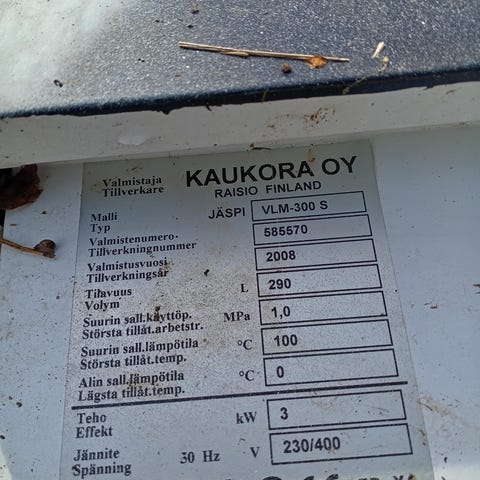 Valmistaja KAUKORA OY
Tillverkare RAISIO FINLAND
Malli JÄSPI VLM-300 S
Typ
Valmistenumero- 585570
Tillverkningnummer
Valmistusvuosi 2008
Tillverkingsår
Tilavuus L 290
Volym
Suurin sall.käyttöp. MPa 1,0
Största tillåt.arbetstr.
Suurin sall.lämpötila °C 100
Största tillåt.temp.
Alin sall.lämpötila °C 0
Lägsta tillåt.temp.
Teho kW 3
Effekt
Jännite 50 Hz V 230/400
Spänning